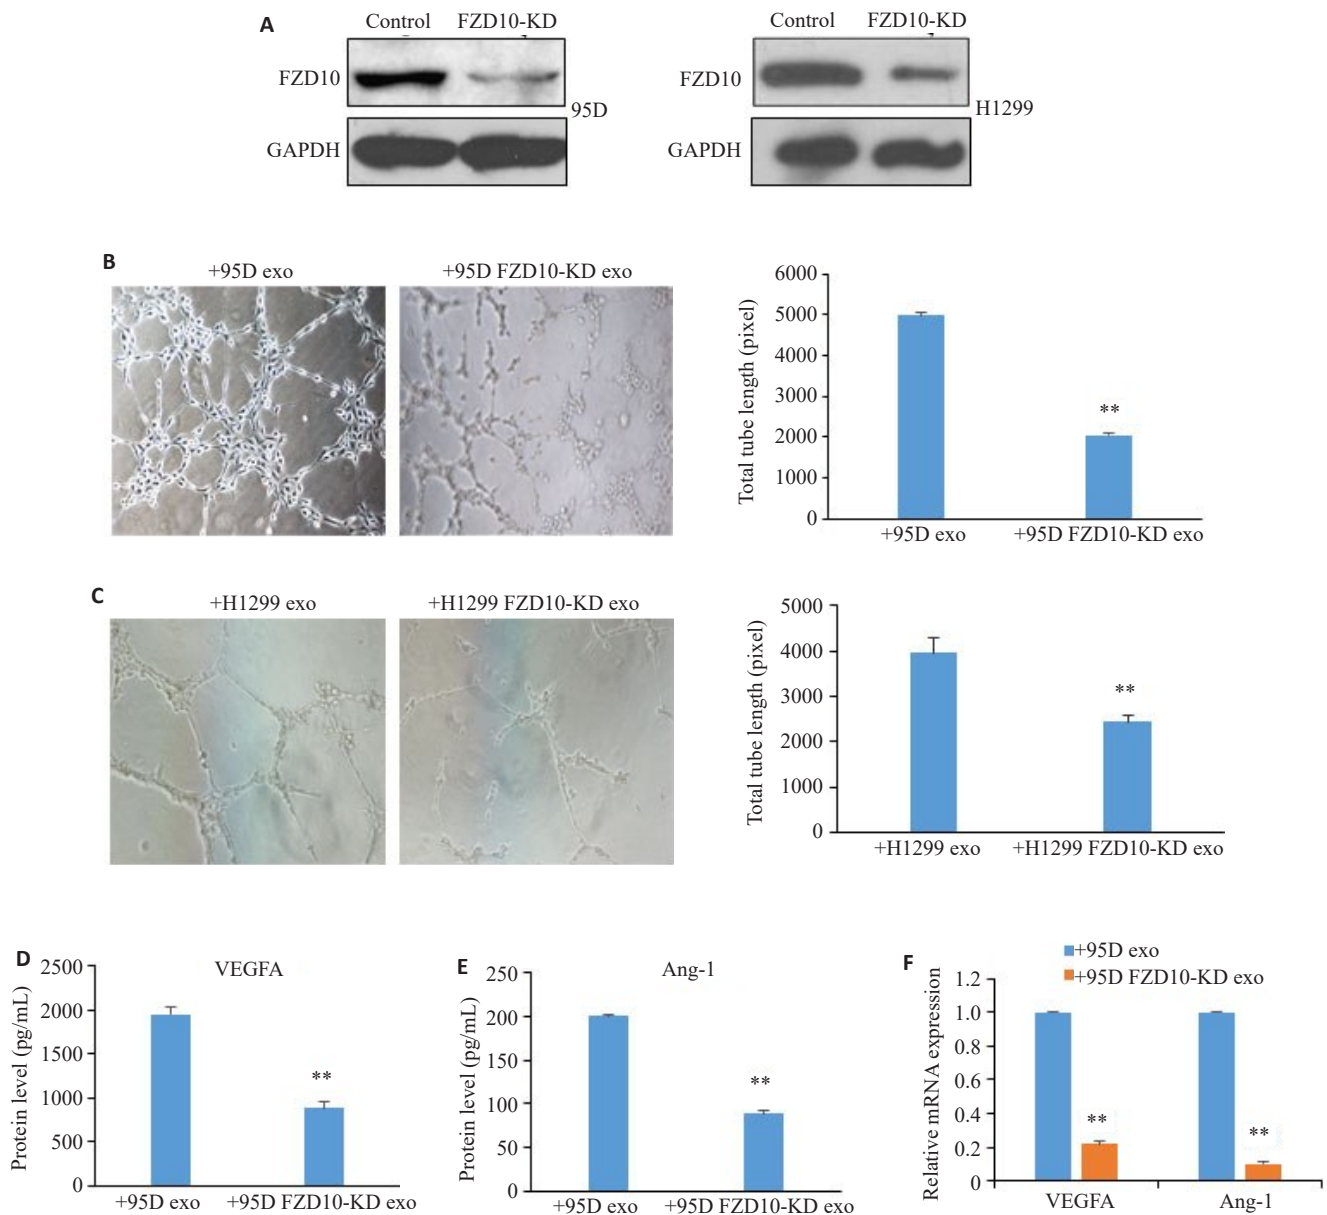 A
Control FZD10-KD
FZD10
95D
GAPDH
Control FZD10-KD
FZD10
H1299
GAPDH
B
+95D exo
+95D FZD10-KD exo
Total tube length (pixel)
6000
5000
4000
3000
2000
1000
0
**
+95D exo
+95D FZD10-KD exo
C
+H1299 exo
+H1299 FZD10-KD exo
Total tube length (pixel)
5000
4000
3000
2000
1000
0
**
+H1299 exo
+H1299 FZD10-KD exo
D
VEGFA
Protein level (pg/mL)
2500
2000
1500
1000
500
0
**
+95D exo
+95D FZD10-KD exo
E
Ang-1
Protein level (pg/mL)
250
200
150
100
50
0
**
+95D exo
+95D FZD10-KD exo
F
+95D exo
+95D FZD10-KD exo
Relative mRNA expression
1.2
1.0
0.8
0.6
0.4
0.2
0
**
**
VEGFA
Ang-1